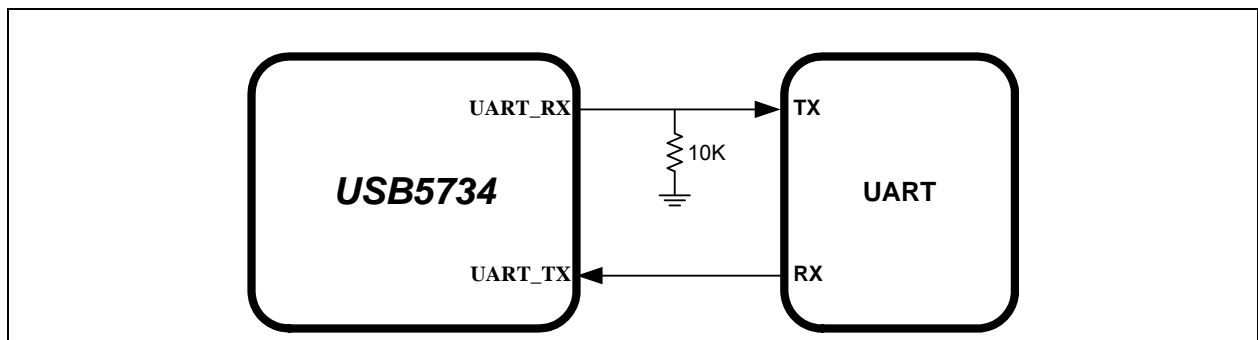 UART_RX
TX
10K
USB5734
UART
UART_TX
RX